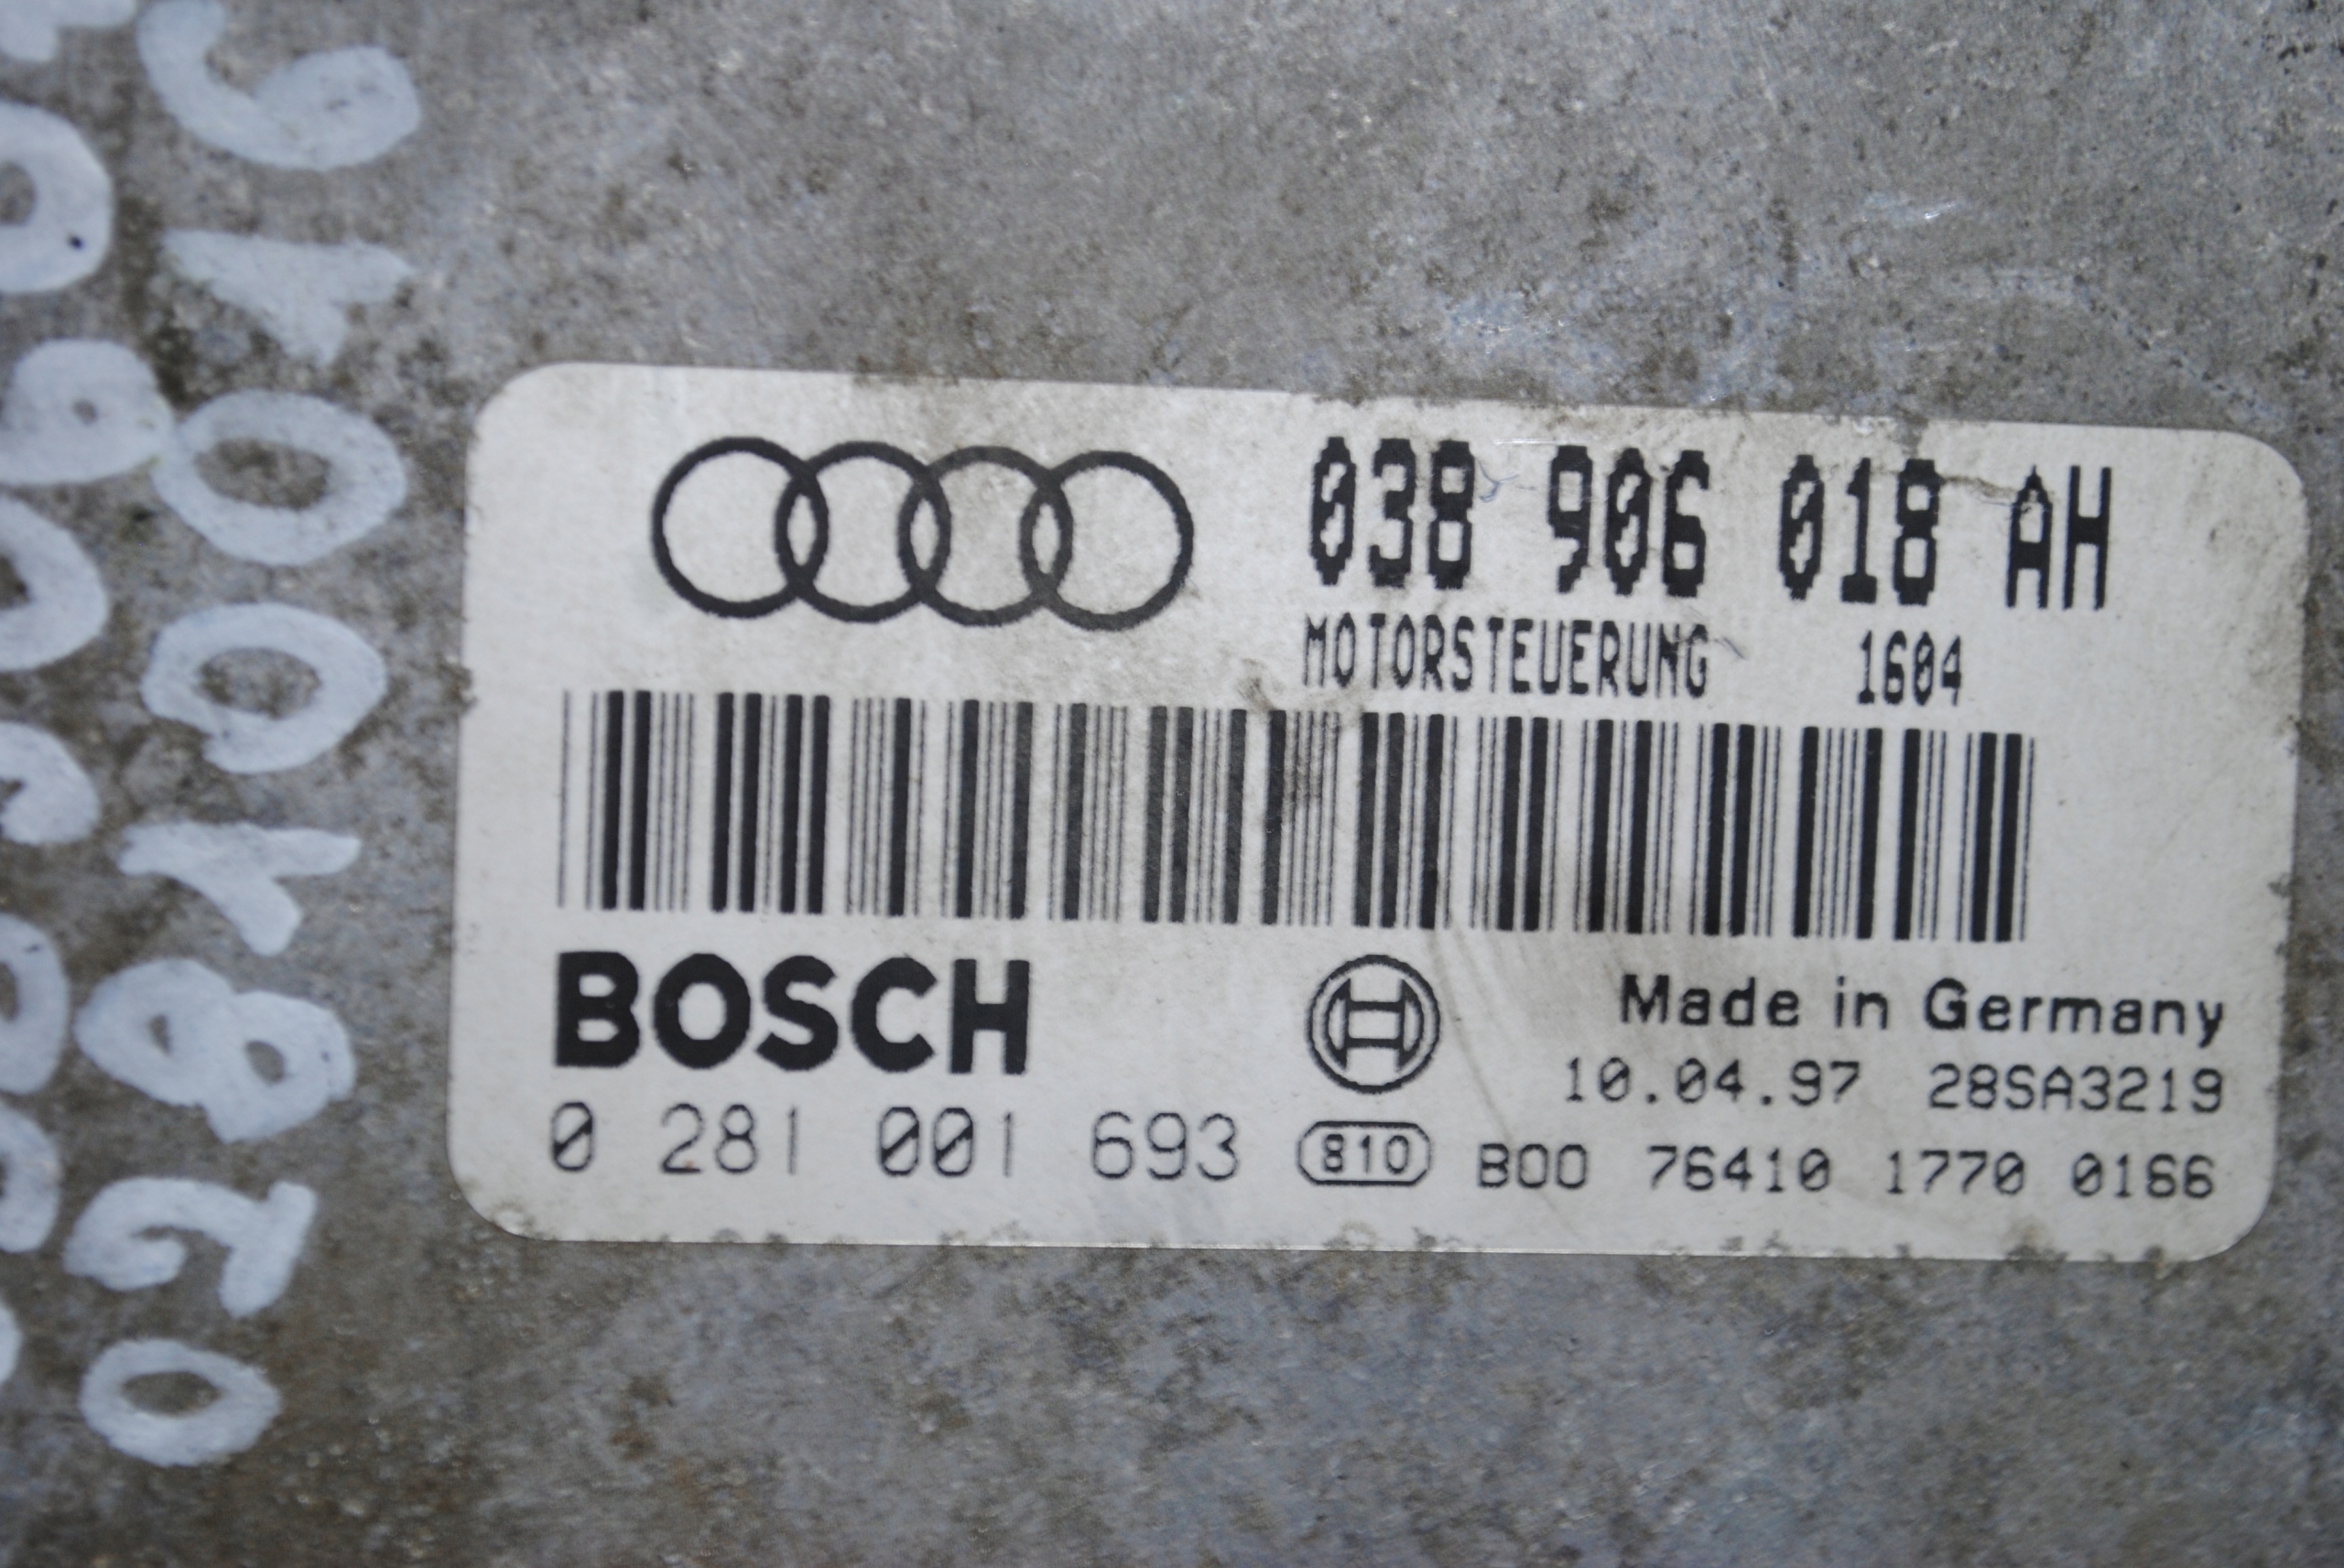 038 906 018 AH
MOTORSTEUERUNG 1604
BOSCH
Made in Germany
10.04.97 28SA3219
0 281 001 693 810 B00 76410 1770 0166